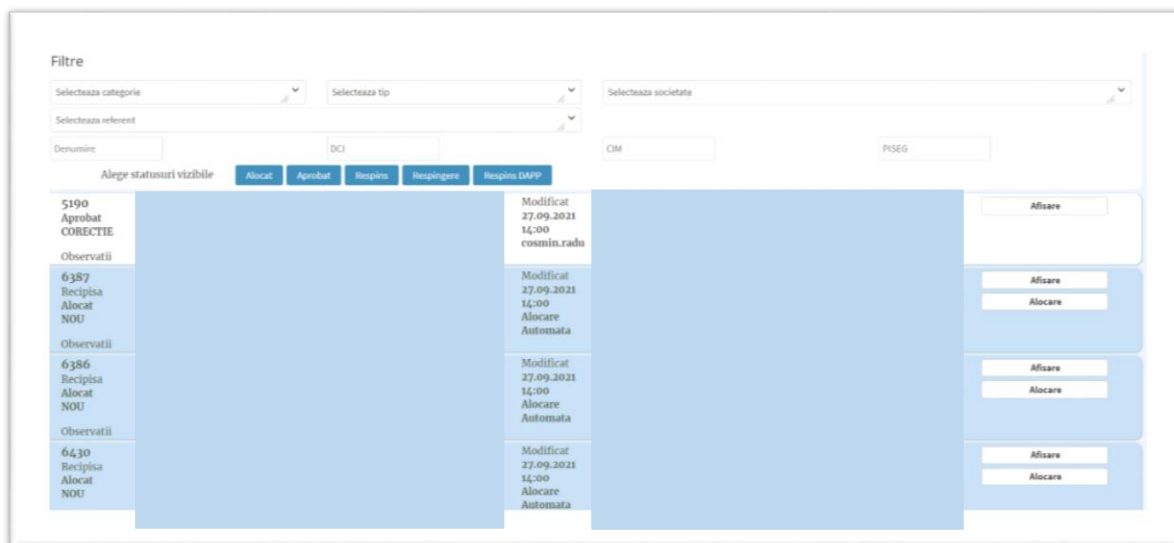 Filtre
Selecteaza categorie
Selecteaza tip
Selecteaza societate
Selecteaza referent
Denumire
DCI
CIM
PISEG
Alege statusuri vizibile
Alocat
Aprobat
Respins
Respingere
Respins DAPP
5190
Aprobat
CORECTIE
Observatii
Modificat
27.09.2021
14:00
cosmin.radu
Afisare
6387
Recipisa
Alocat
NOU
Observatii
Modificat
27.09.2021
14:00
Alocare
Automata
Afisare
Alocare
6386
Recipisa
Alocat
NOU
Observatii
Modificat
27.09.2021
14:00
Alocare
Automata
Afisare
Alocare
6430
Recipisa
Alocat
NOU
Modificat
27.09.2021
14:00
Alocare
Automata
Afisare
Alocare